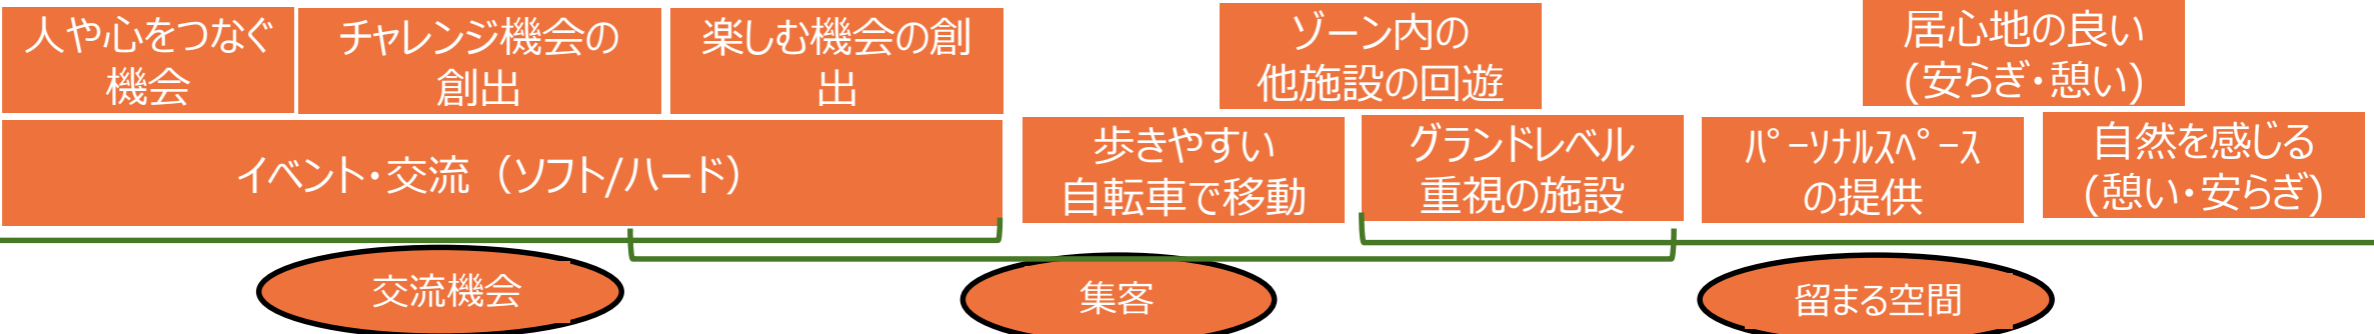 人や心をつなぐ
機会
チャレンジ機会の
創出
楽しむ機会の創
出
ゾーン内の
他施設の回遊
居心地の良い
(安らぎ・憩い)
イベント・交流（ソフト/ハード）
歩きやすい
自転車で移動
グランドレベル
重視の施設
ﾊﾟｰｿﾅﾙｽﾍﾟｰｽ
の提供
自然を感じる
(憩い・安らぎ)
交流機会
集客
留まる空間